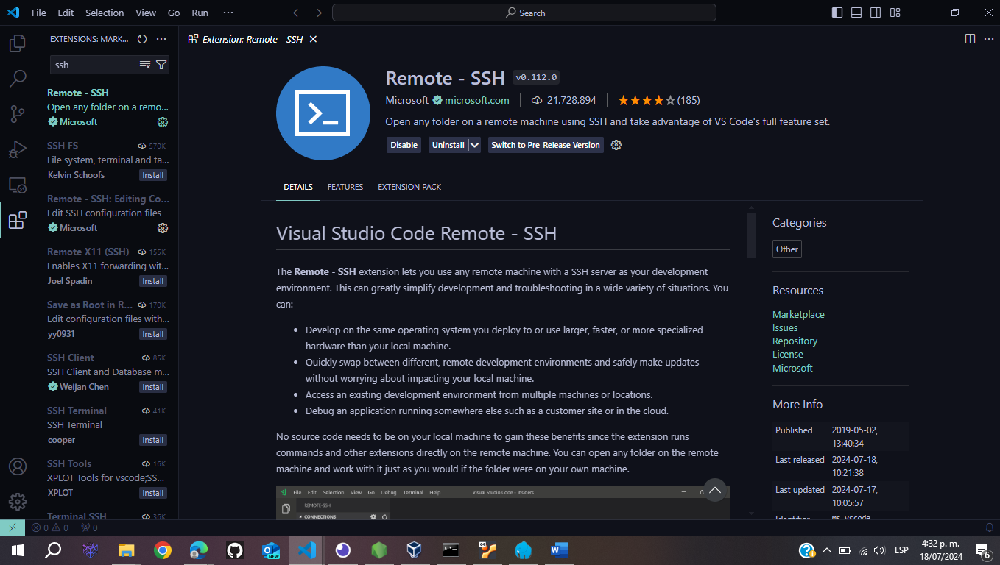 File Edit Selection View Go Run ···
Search
EXTENSIONS: MARK...
ssh
Remote - SSH
Open any folder on a remo...
Microsoft
SSH FS 570K
File system, terminal and ta...
Kelvin Schoofs Install
Remote - SSH: Editing Co...
Edit SSH configuration files
Microsoft
Remote X11 (SSH) 155K
Enables X11 forwarding wit...
Joel Spadin Install
Save as Root in R... 170K
Edit configuration files with...
yy0931 Install
SSH Client 85K
SSH Client and Database m...
Weijan Chen Install
SSH Terminal 41K
SSH Terminal
cooper Install
SSH Tools 16K
XPLOT Tools for vscode;SS...
XPLOT Install
Terminal SSH 36K
Extension: Remote - SSH
Remote - SSH v0.112.0
Microsoft microsoft.com 21,728,894 (185)
Open any folder on a remote machine using SSH and take advantage of VS Code's full feature set.
Disable Uninstall Switch to Pre-Release Version
DETAILS FEATURES EXTENSION PACK
Visual Studio Code Remote - SSH
The Remote - SSH extension lets you use any remote machine with a SSH server as your development
environment. This can greatly simplify development and troubleshooting in a wide variety of situations. You
can:
• Develop on the same operating system you deploy to or use larger, faster, or more specialized
hardware than your local machine.
• Quickly swap between different, remote development environments and safely make updates
without worrying about impacting your local machine.
• Access an existing development environment from multiple machines or locations.
• Debug an application running somewhere else such as a customer site or in the cloud.
No source code needs to be on your local machine to gain these benefits since the extension runs
commands and other extensions directly on the remote machine. You can open any folder on the remote
machine and work with it just as you would if the folder were on your own machine.
File Edit Selection View Go Debug Terminal Help Visual Studio Code - Insiders
REMOTE-SSH
CONNECTIONS
Categories
Other
Resources
Marketplace
Issues
Repository
License
Microsoft
More Info
Published 2019-05-02,
13:40:34
Last released 2024-07-18,
10:21:38
Last updated 2024-07-17,
10:05:57
Identifier ms-vscode-
0 0 0
NEW
64
ESP
4:32 p. m.
18/07/2024
6